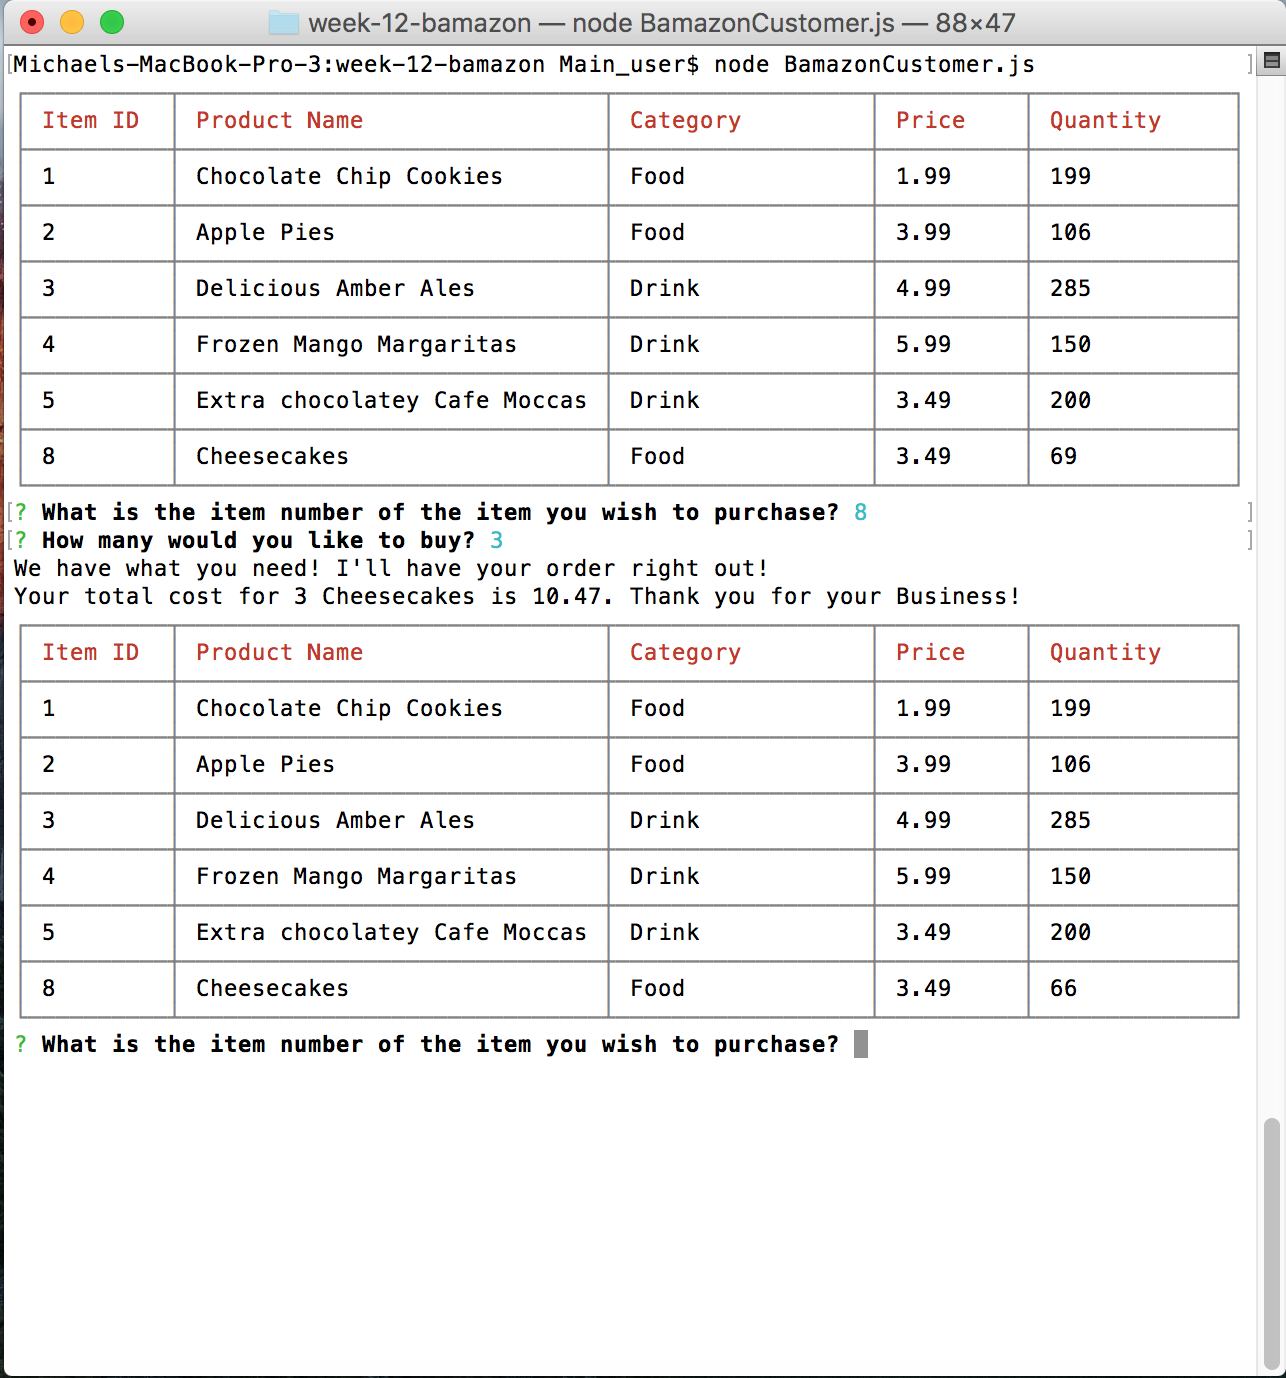 week-12-bamazon — node BamazonCustomer.js — 88×47
[Michaels-MacBook-Pro-3:week-12-bamazon Main_user$ node BamazonCustomer.js ]
Item ID Product Name Category Price Quantity
1 Chocolate Chip Cookies Food 1.99 199
2 Apple Pies Food 3.99 106
3 Delicious Amber Ales Drink 4.99 285
4 Frozen Mango Margaritas Drink 5.99 150
5 Extra chocolatey Cafe Moccas Drink 3.49 200
8 Cheesecakes Food 3.49 69
[? What is the item number of the item you wish to purchase? 8 ]
[? How many would you like to buy? 3 ]
We have what you need! I'll have your order right out!
Your total cost for 3 Cheesecakes is 10.47. Thank you for your Business!
Item ID Product Name Category Price Quantity
1 Chocolate Chip Cookies Food 1.99 199
2 Apple Pies Food 3.99 106
3 Delicious Amber Ales Drink 4.99 285
4 Frozen Mango Margaritas Drink 5.99 150
5 Extra chocolatey Cafe Moccas Drink 3.49 200
8 Cheesecakes Food 3.49 66
? What is the item number of the item you wish to purchase?